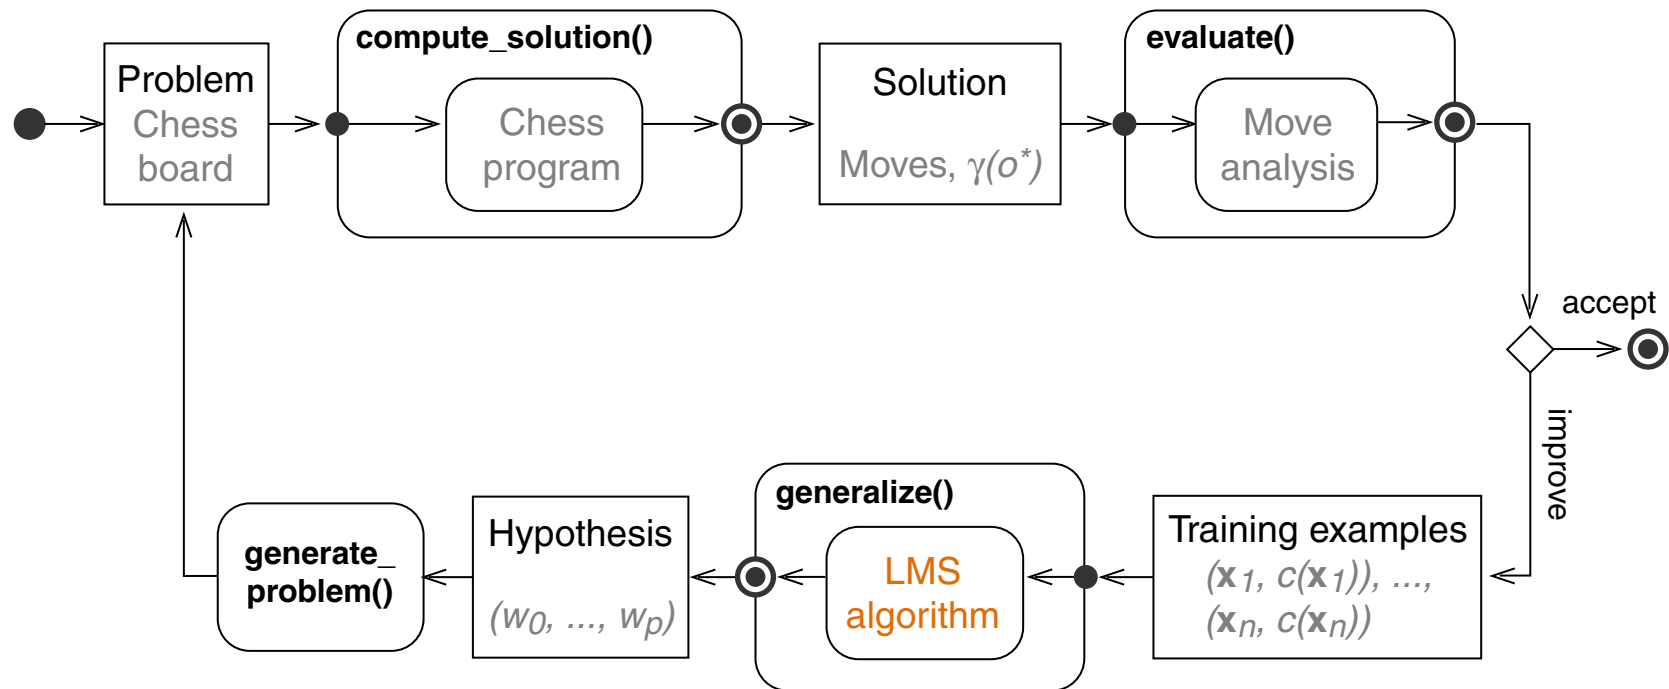 Problem
Chess
board
compute_solution()
Chess
program
Solution
Moves, γ(o*)
evaluate()
Move
analysis
accept
improve
Training examples
(x1, c(x1)), ...,
(xn, c(xn))
generalize()
LMS
algorithm
Hypothesis
(w0, ..., wp)
generate_
problem()